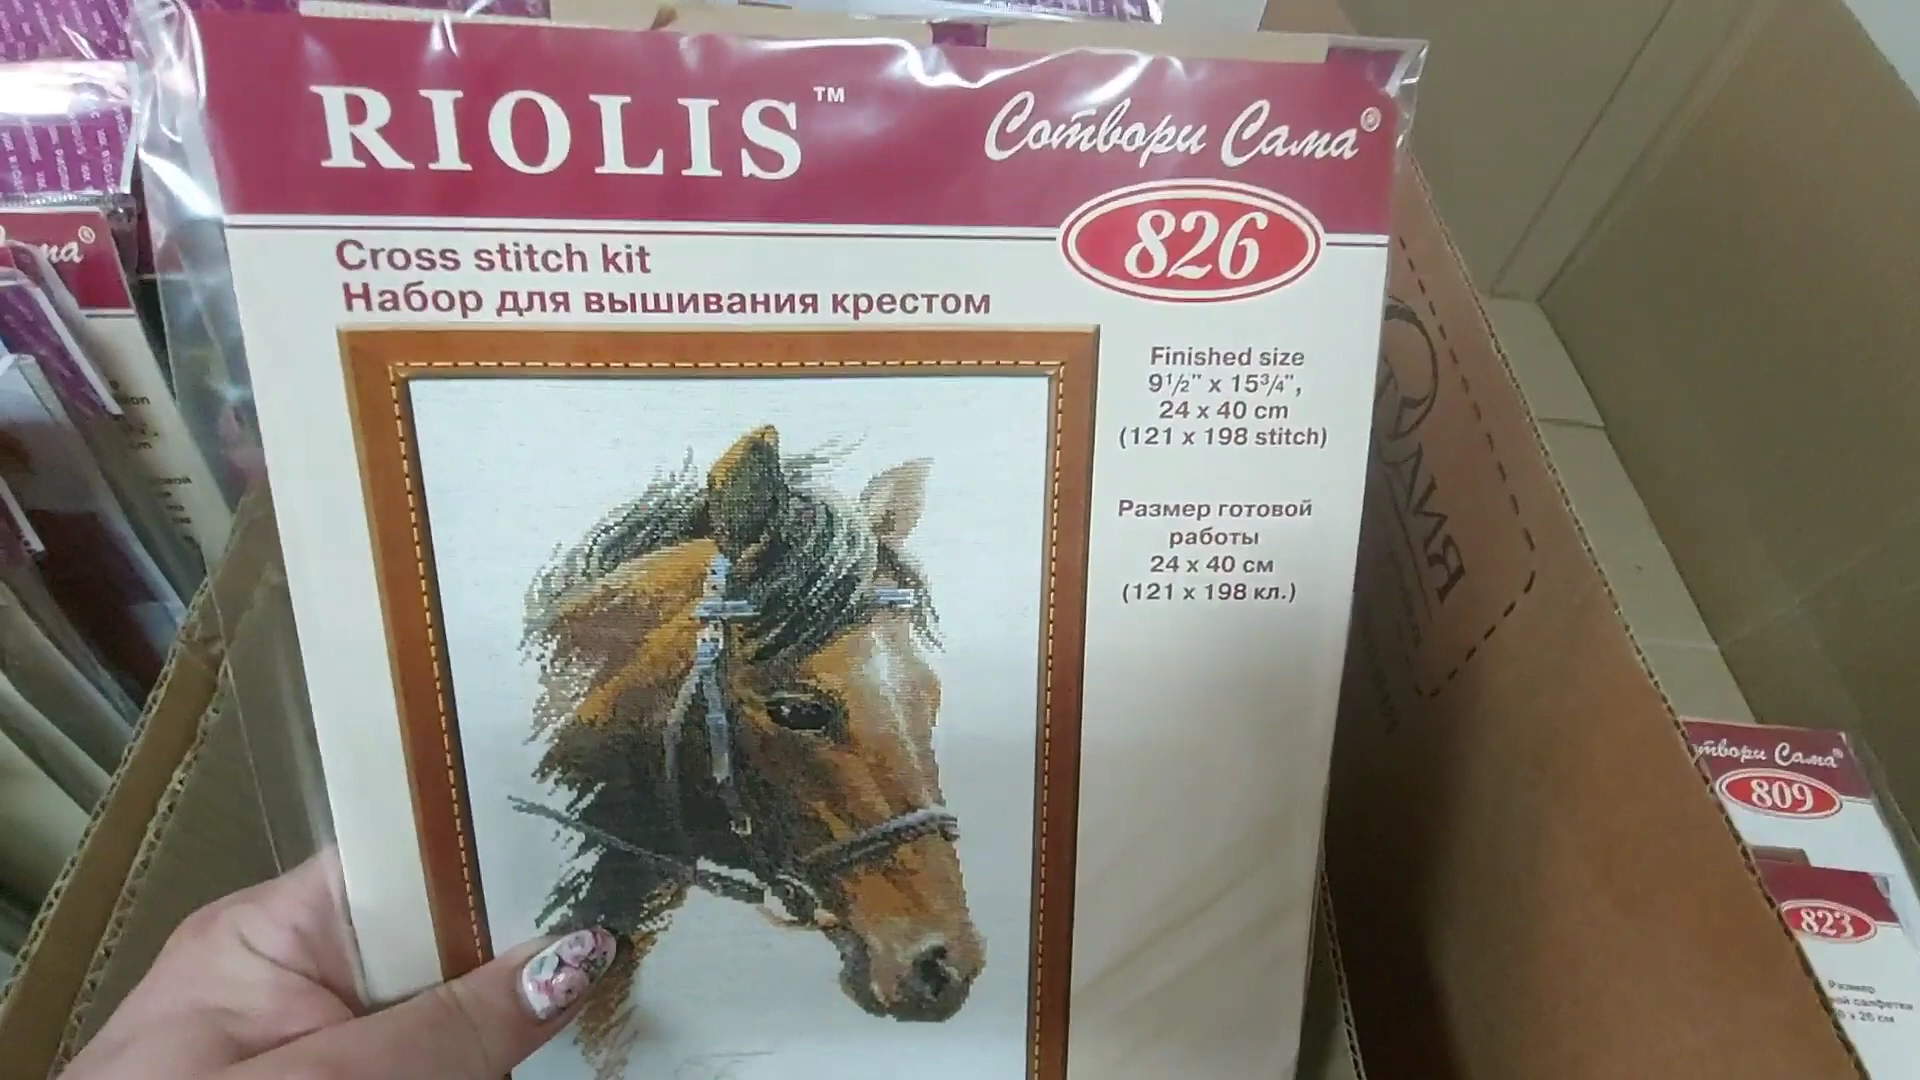 RIOLIS™
Сотвори Сама®
826
Cross stitch kit
Набор для вышивания крестом
Finished size
9½" x 15¾",
24 x 40 cm
(121 x 198 stitch)
Размер готовой
работы
24 x 40 см
(121 x 198 кл.)
Сама®
809
823
Размер